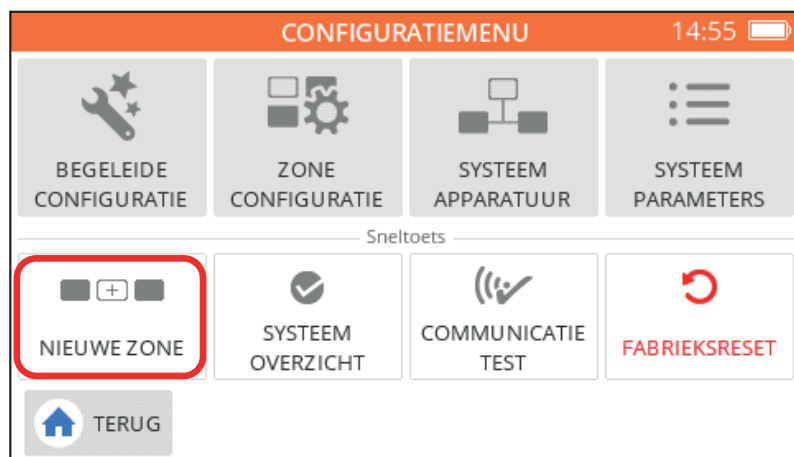 CONFIGURATIEMENU 14:55
BEGELEIDE
CONFIGURATIE
ZONE
CONFIGURATIE
SYSTEEM
APPARATUUR
SYSTEEM
PARAMETERS
Sneltoets
NIEUWE ZONE
SYSTEEM
OVERZICHT
COMMUNICATIE
TEST
FABRIEKSRESET
TERUG